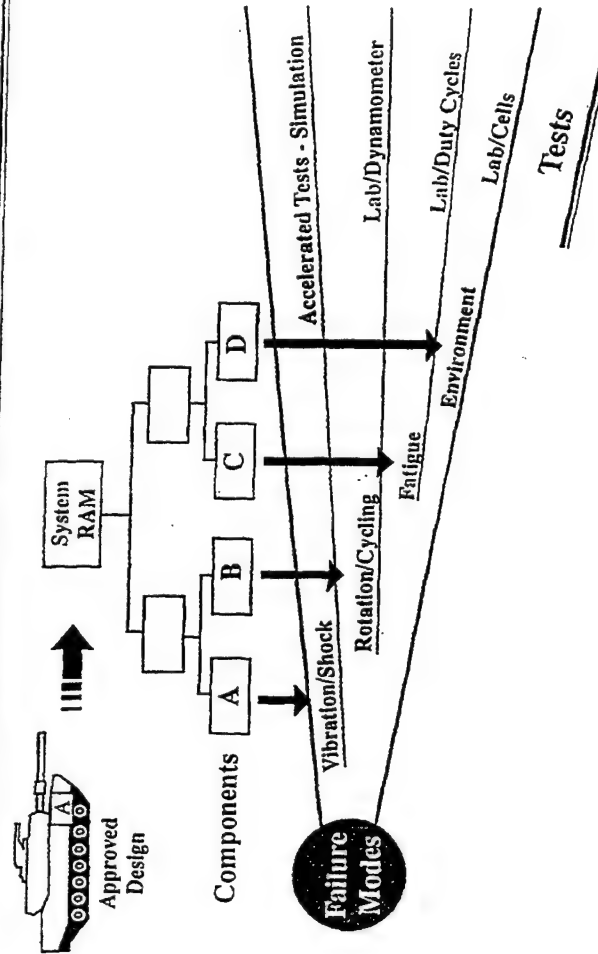 System
RAM
A
Approved
Design
Components
A
B
C
D
Failure
Modes
Vibration/Shock
Accelerated Tests - Simulation
Rotation/Cycling
Lab/Dynamometer
Fatigue
Lab/Duty Cycles
Environment
Lab/Cells
Tests